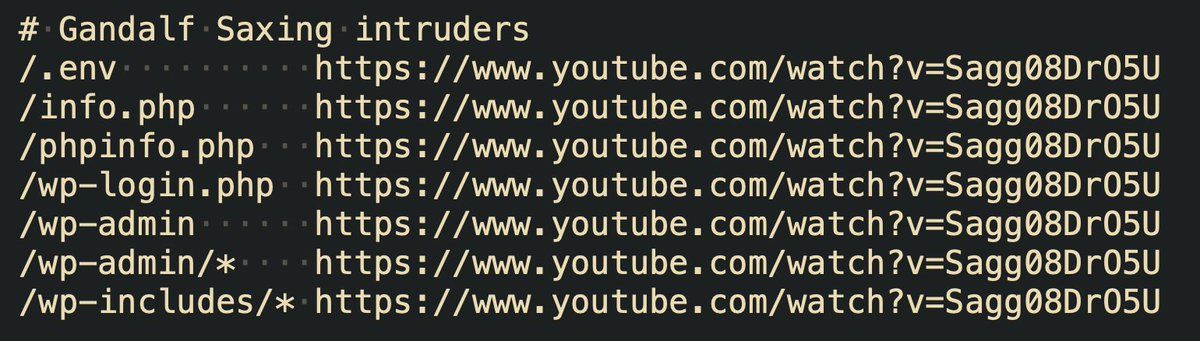 # Gandalf Saxing intruders
/.env https://www.youtube.com/watch?v=Sagg08DrO5U
/info.php https://www.youtube.com/watch?v=Sagg08DrO5U
/phpinfo.php https://www.youtube.com/watch?v=Sagg08DrO5U
/wp-login.php https://www.youtube.com/watch?v=Sagg08DrO5U
/wp-admin https://www.youtube.com/watch?v=Sagg08DrO5U
/wp-admin/* https://www.youtube.com/watch?v=Sagg08DrO5U
/wp-includes/* https://www.youtube.com/watch?v=Sagg08DrO5U